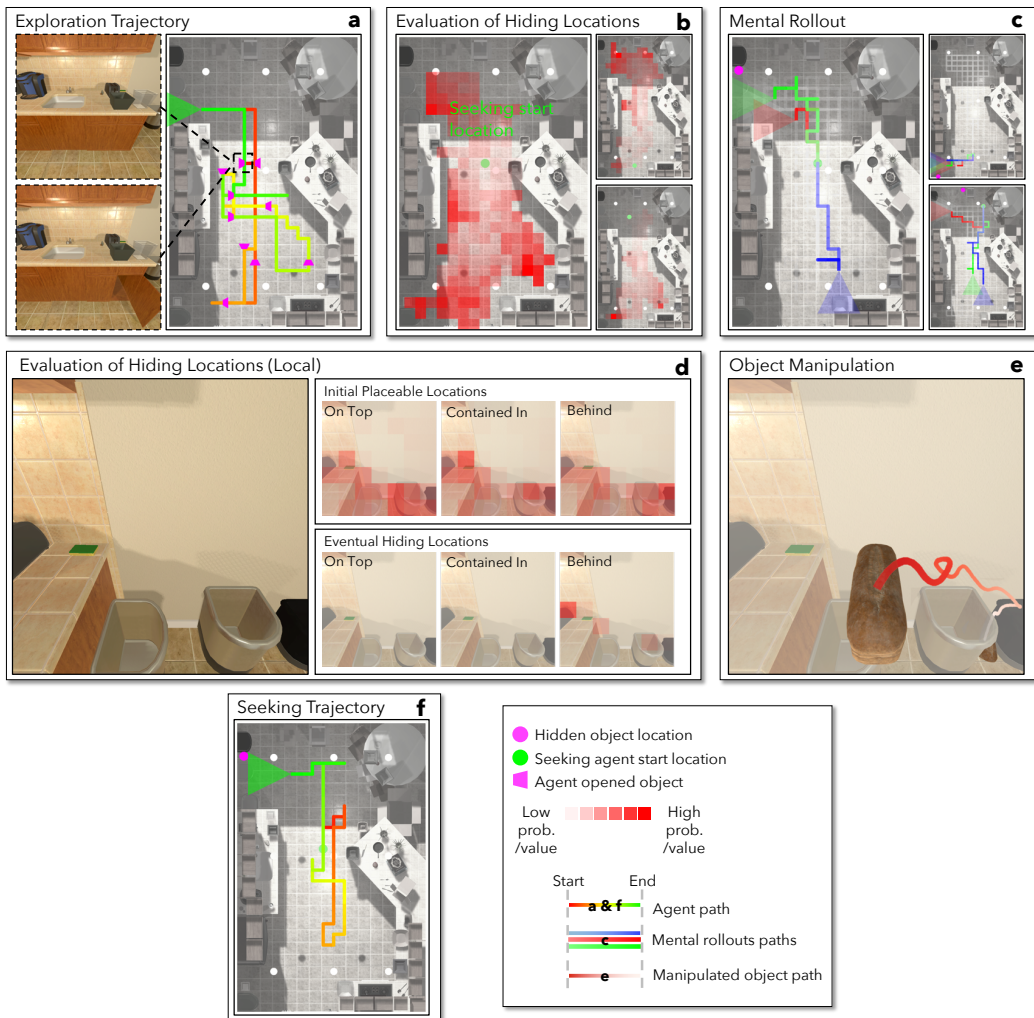 Exploration Trajectory
a
Evaluation of Hiding Locations
b
Seeking start
location
Mental Rollout
c
Evaluation of Hiding Locations (Local)
d
Initial Placeable Locations
On Top
Contained In
Behind
Eventual Hiding Locations
On Top
Contained In
Behind
Object Manipulation
e
Seeking Trajectory
f
Hidden object location
Seeking agent start location
Agent opened object
Low
prob.
/value
High
prob.
/value
Start
End
a & f
Agent path
c
Mental rollouts paths
e
Manipulated object path